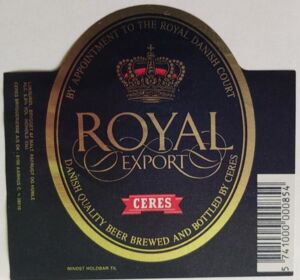 BY APPOINTMENT TO THE ROYAL DANISH COURT
ROYAL
EXPORT
CERES
DANISH QUALITY BEER BREWED AND BOTTLED BY CERES
MINDST HOLDBAR TIL
5 741000 000854